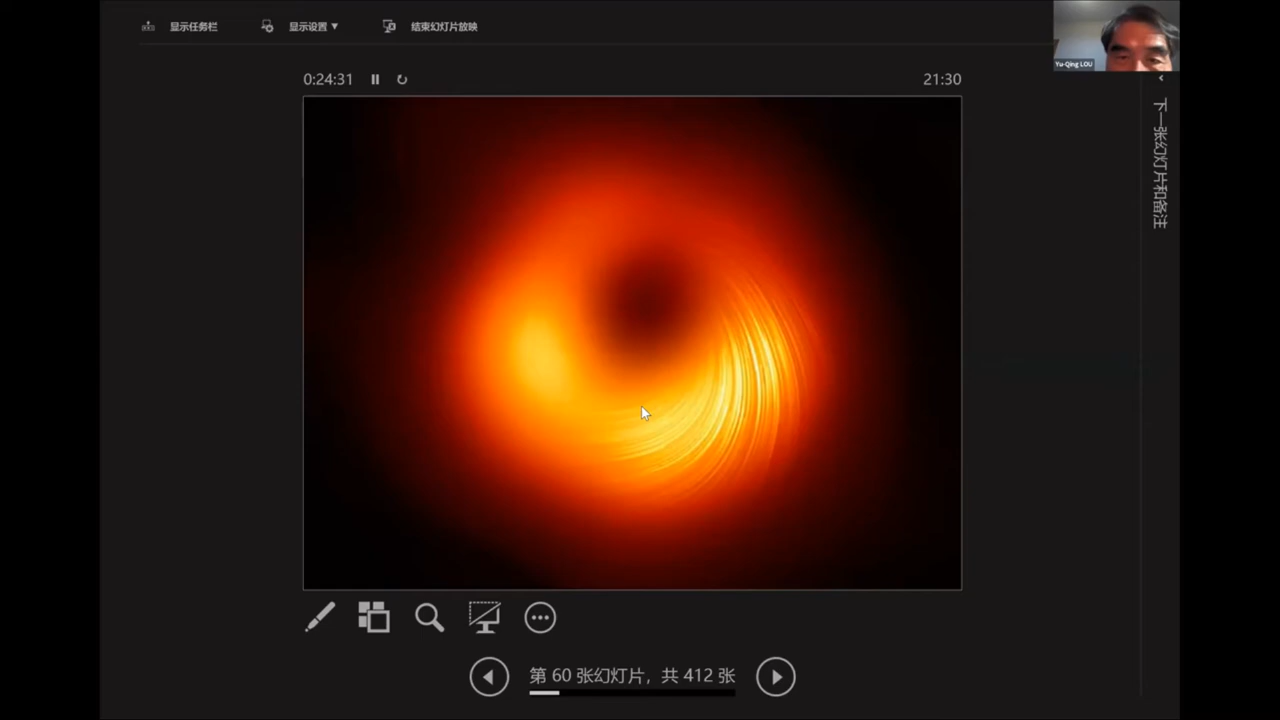 显示任务栏
显示设置 ▼
结束幻灯片放映
Yu-Qing LOU
0:24:31
21:30
下一张幻灯片和备注
第 60 张幻灯片，共 412 张